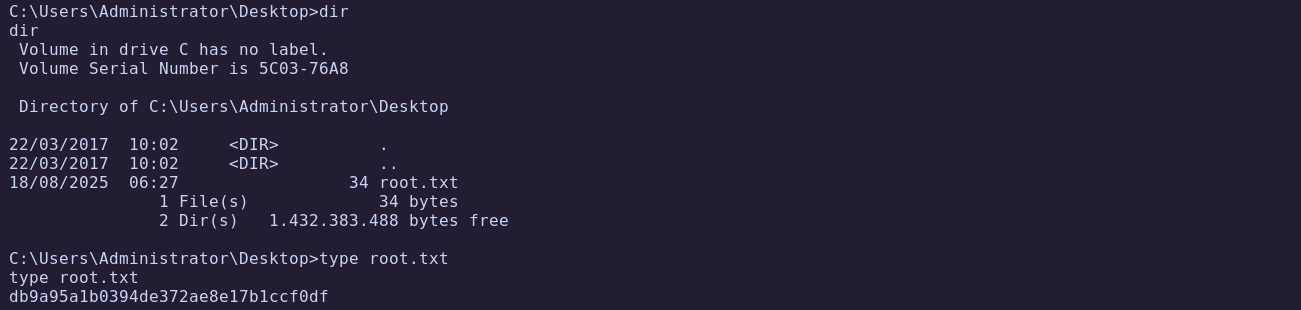 C:\Users\Administrator\Desktop>dir
dir
 Volume in drive C has no label.
 Volume Serial Number is 5C03-76A8

 Directory of C:\Users\Administrator\Desktop

22/03/2017  10:02     <DIR>          .
22/03/2017  10:02     <DIR>          ..
18/08/2025  06:27                 34 root.txt
               1 File(s)             34 bytes
               2 Dir(s)   1.432.383.488 bytes free

C:\Users\Administrator\Desktop>type root.txt
type root.txt
db9a95a1b0394de372ae8e17b1ccf0df